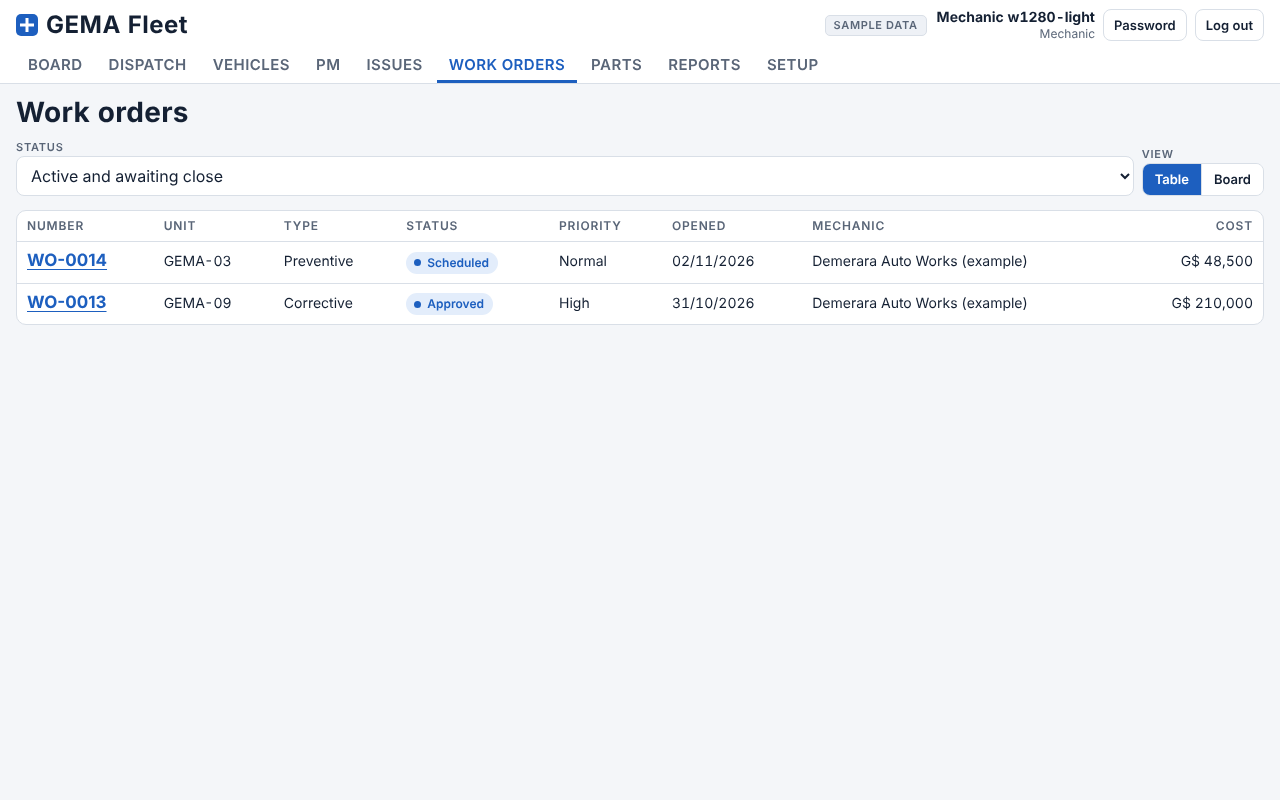 GEMA Fleet
SAMPLE DATA
Mechanic w1280-light
Mechanic
Password
Log out
BOARD DISPATCH VEHICLES PM ISSUES WORK ORDERS PARTS REPORTS SETUP
Work orders
STATUS
Active and awaiting close
VIEW
Table Board
NUMBER UNIT TYPE STATUS PRIORITY OPENED MECHANIC COST
WO-0014 GEMA-03 Preventive Scheduled Normal 02/11/2026 Demerara Auto Works (example) G$ 48,500
WO-0013 GEMA-09 Corrective Approved High 31/10/2026 Demerara Auto Works (example) G$ 210,000